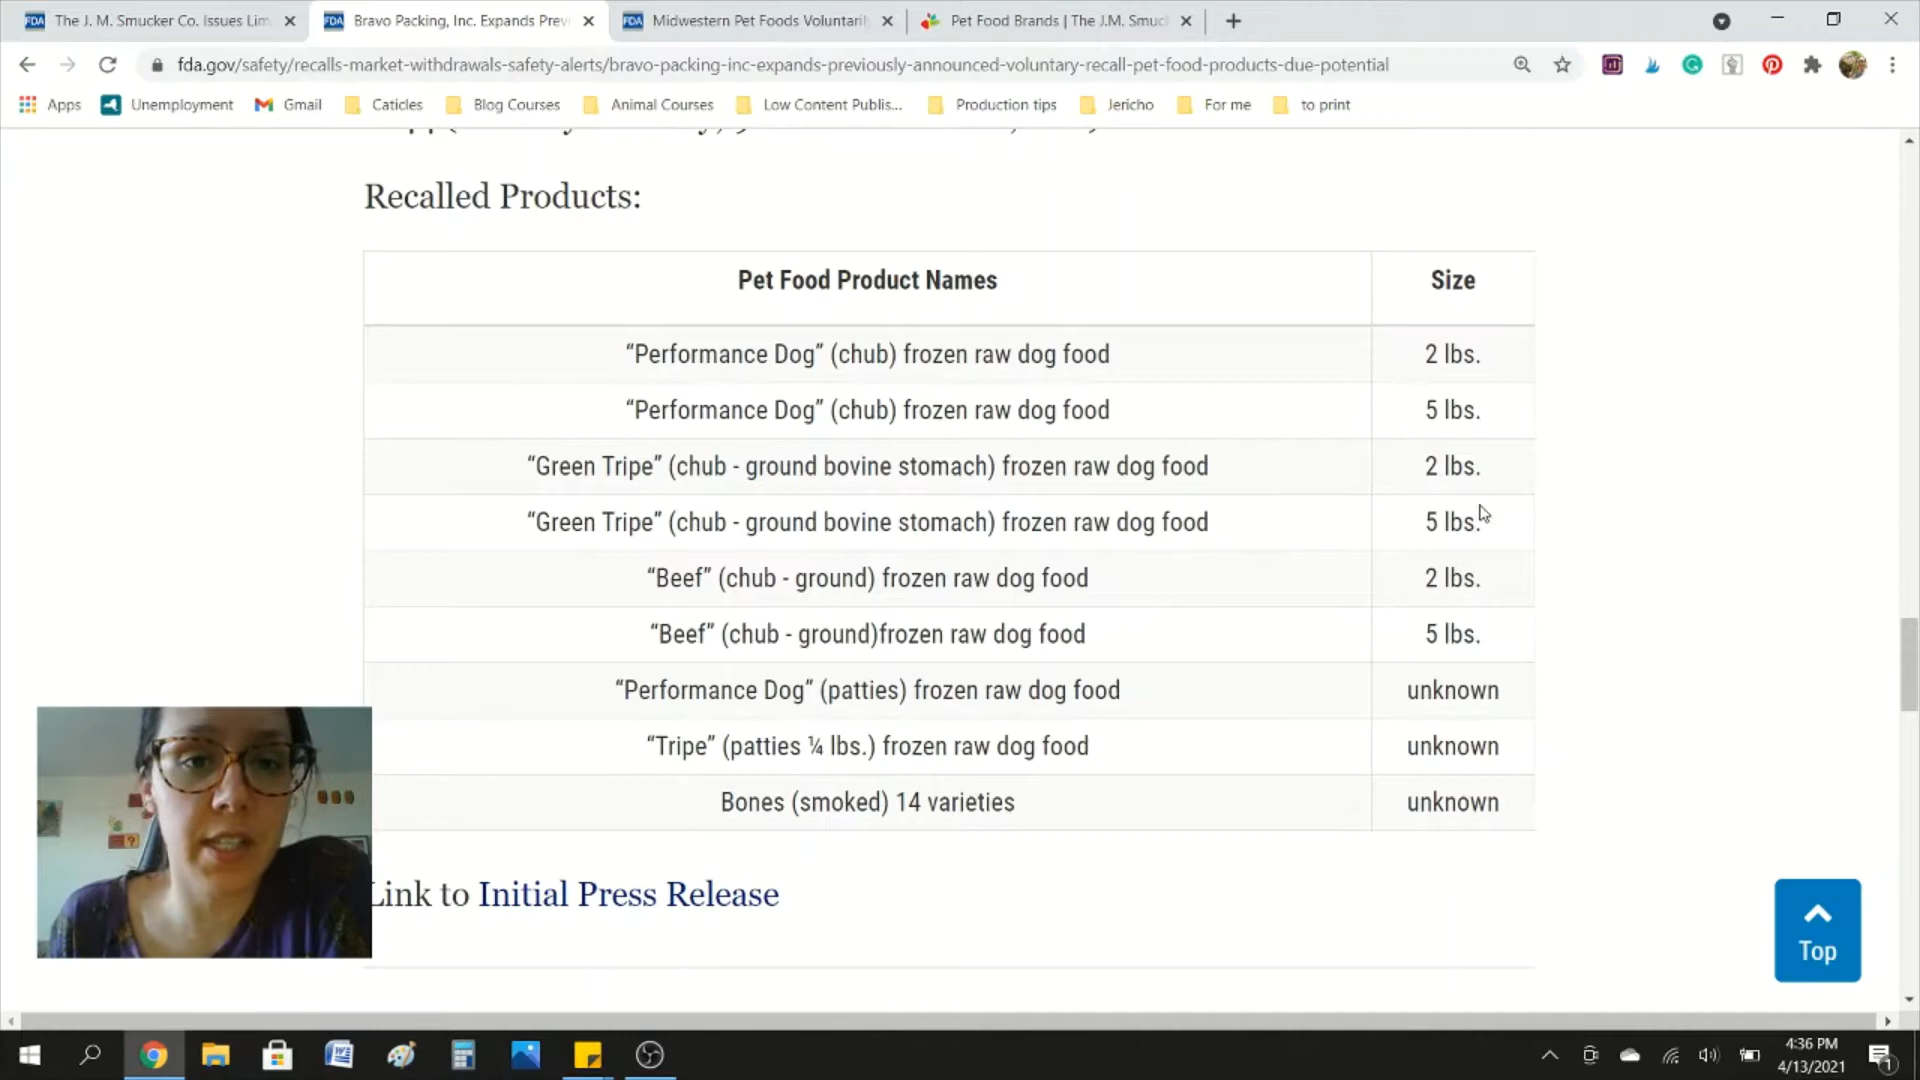 The J. M. Smucker Co. Issues Lim
Bravo Packing, Inc. Expands Previ
Midwestern Pet Foods Voluntaril
Pet Food Brands | The J.M. Smuc
fda.gov/safety/recalls-market-withdrawals-safety-alerts/bravo-packing-inc-expands-previously-announced-voluntary-recall-pet-food-products-due-potential
Apps Unemployment Gmail Caticles Blog Courses Animal Courses Low Content Publis... Production tips Jericho For me to print
Recalled Products:
Pet Food Product Names Size
“Performance Dog” (chub) frozen raw dog food 2 lbs.
“Performance Dog” (chub) frozen raw dog food 5 lbs.
“Green Tripe” (chub - ground bovine stomach) frozen raw dog food 2 lbs.
“Green Tripe” (chub - ground bovine stomach) frozen raw dog food 5 lbs.
“Beef” (chub - ground) frozen raw dog food 2 lbs.
“Beef” (chub - ground)frozen raw dog food 5 lbs.
“Performance Dog” (patties) frozen raw dog food unknown
“Tripe” (patties ¼ lbs.) frozen raw dog food unknown
Bones (smoked) 14 varieties unknown
Link to Initial Press Release
Top
4:36 PM
4/13/2021